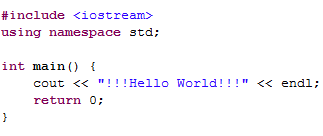 #include <iostream>
using namespace std;

int main() {
    cout << "!!!Hello World!!!" << endl;
    return 0;
}